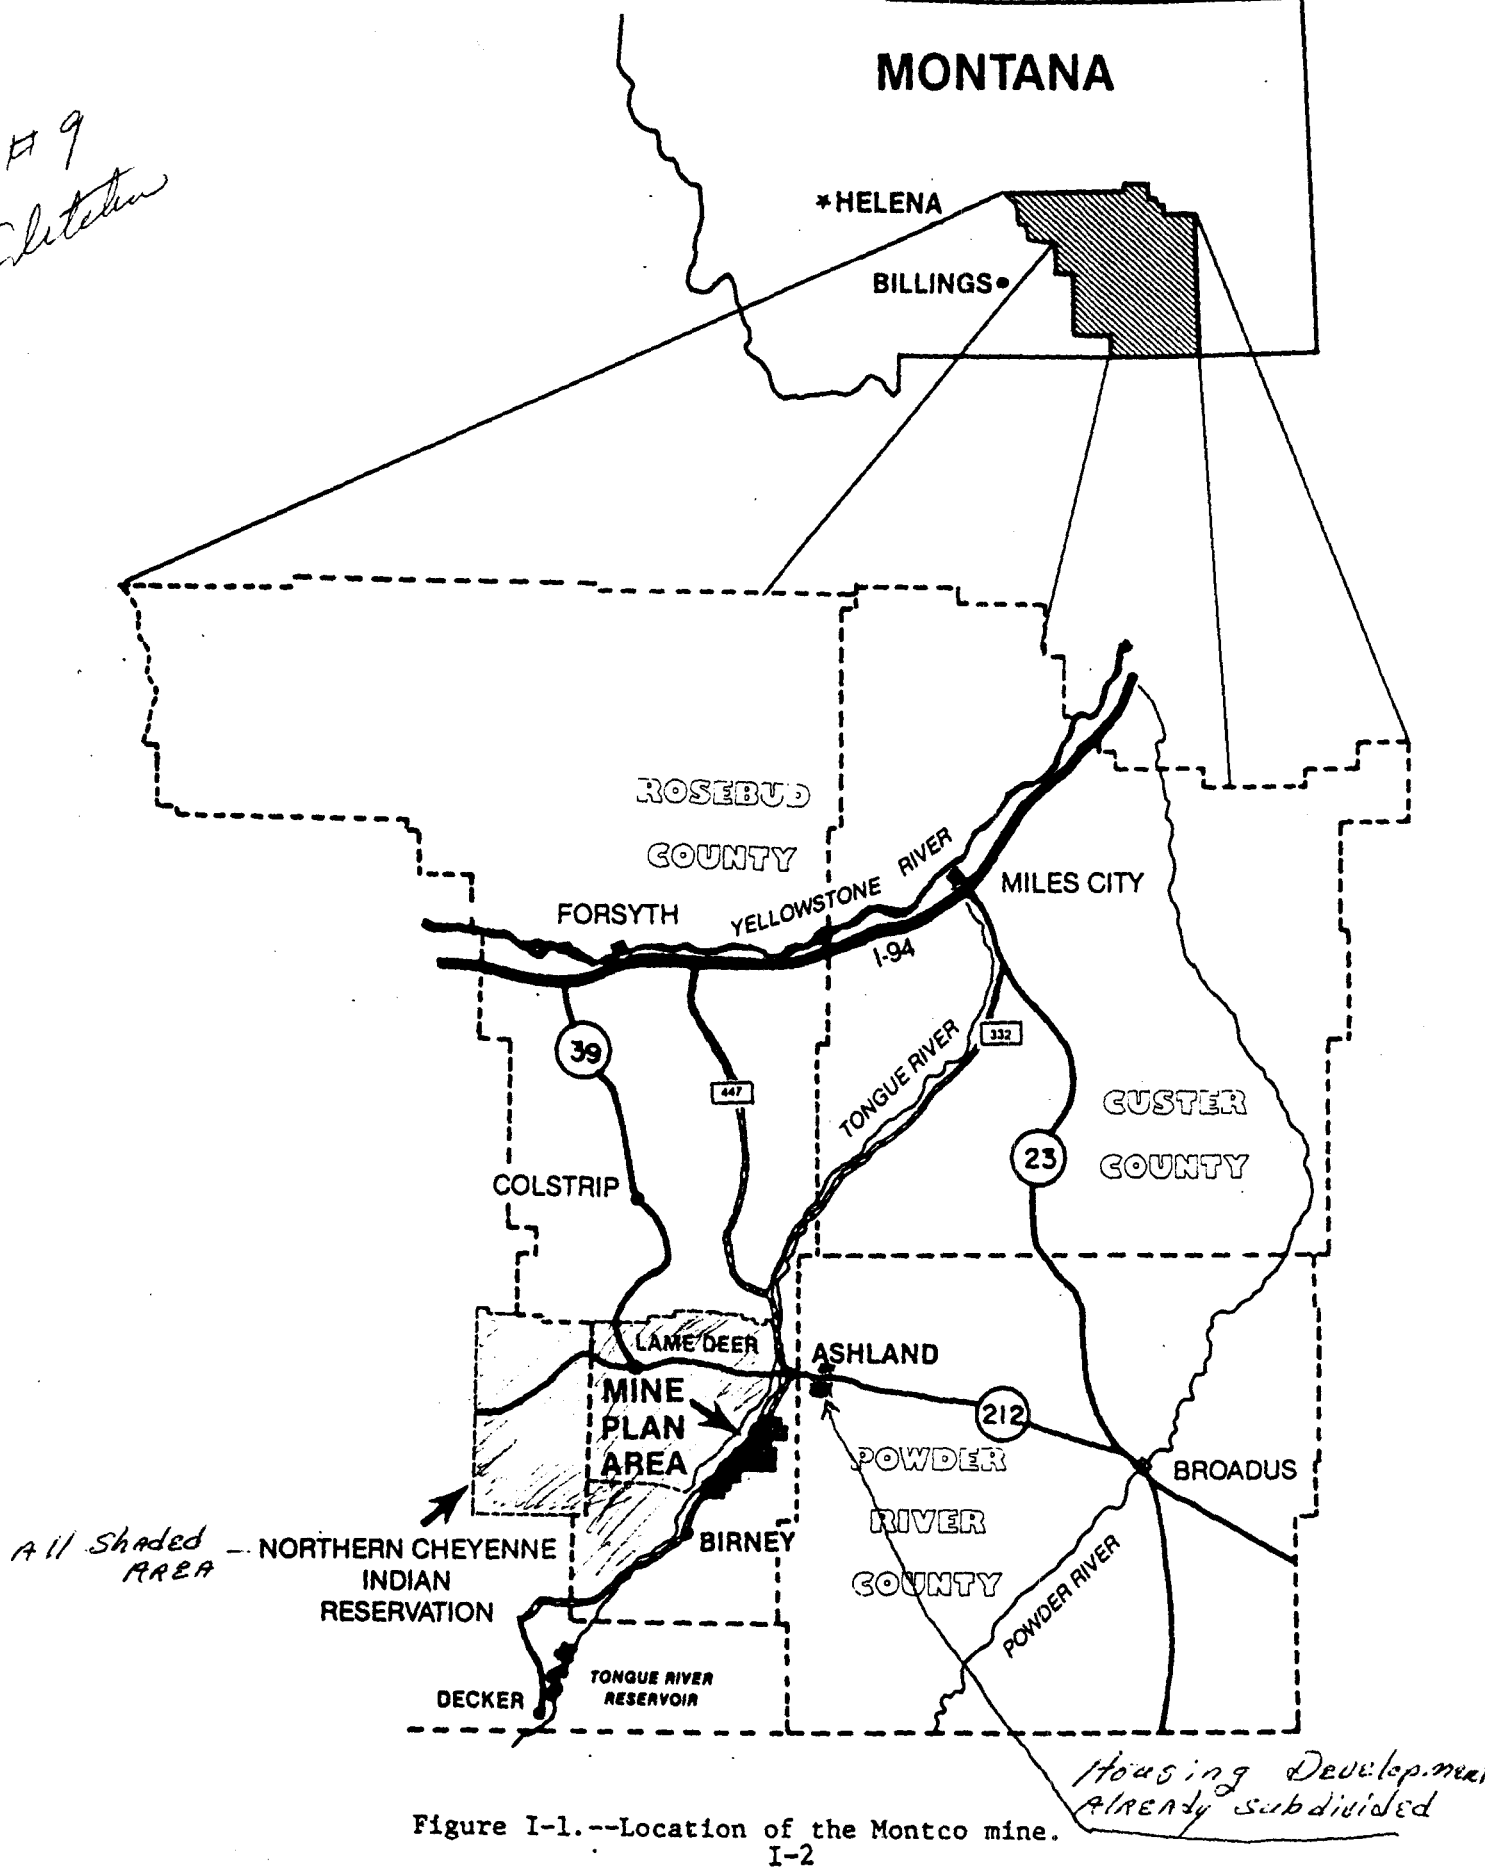 MONTANA
# 9
*HELENA
BILLINGS
ROSEBUD
COUNTY
YELLOWSTONE RIVER
MILES CITY
FORSYTH
I-94
39
447
332
TONGUE RIVER
CUSTER
COUNTY
23
COLSTRIP
LAME DEER
ASHLAND
MINE
PLAN
AREA
212
POWDER
RIVER
COUNTY
BROADUS
All Shaded
AREA
NORTHERN CHEYENNE
INDIAN
RESERVATION
BIRNEY
POWDER RIVER
DECKER
TONGUE RIVER
RESERVOIR
Housing Development
Already subdivided
Figure I-1.--Location of the Montco mine.
I-2